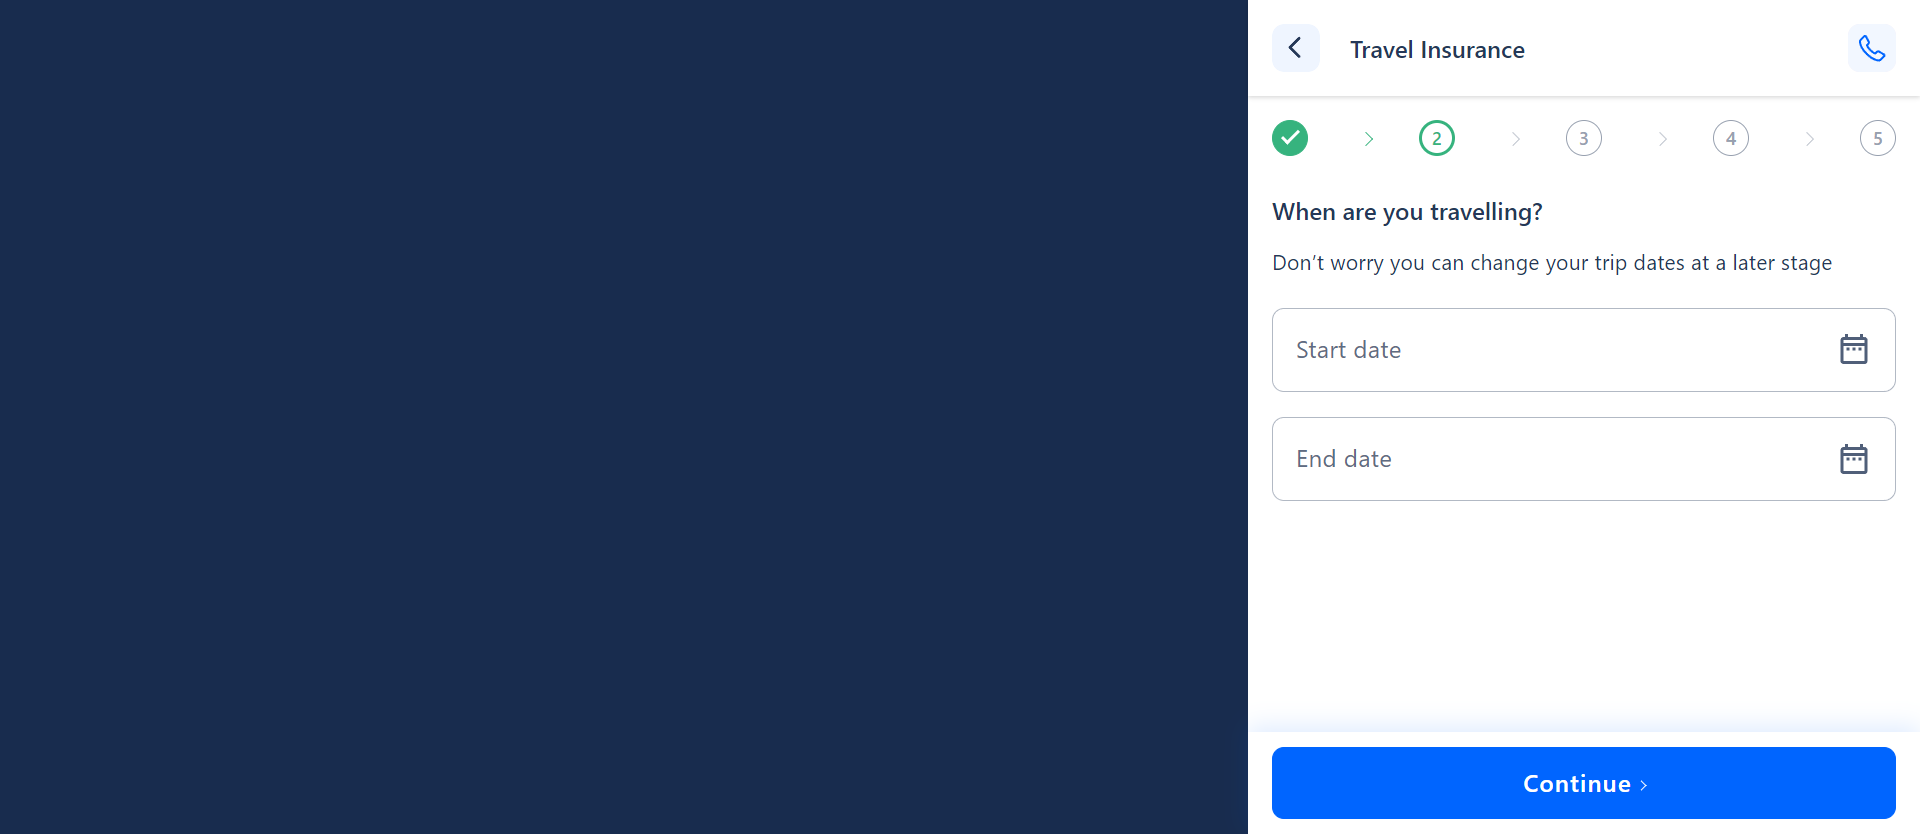 Travel Insurance
2
3
4
5
When are you travelling?
Don’t worry you can change your trip dates at a later stage
Start date
End date
Continue ›